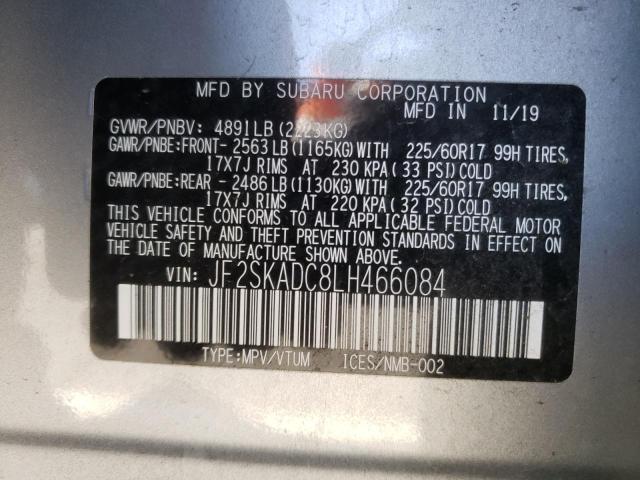 MFD BY SUBARU CORPORATION
MFD IN 11/19
GVWR/PNBV: 4891LB (2223KG)
GAWR/PNBE:FRONT- 2563LB (1165KG)WITH 225/60R17 99H TIRES,
17X7J RIMS AT 230 KPA (33 PSI)COLD
GAWR/PNBE:REAR - 2486LB (1130KG)WITH 225/60R17 99H TIRES,
17X7J RIMS AT 220 KPA (32 PSI)COLD
THIS VEHICLE CONFORMS TO ALL APPLICABLE FEDERAL MOTOR
VEHICLE SAFETY AND THEFT PREVENTION STANDARDS IN EFFECT ON
THE DATE OF MANUFACTURE SHOWN ABOVE.
VIN: JF2SKADC8LH466084
TYPE:MPV/VTUM ICES/NMB-002